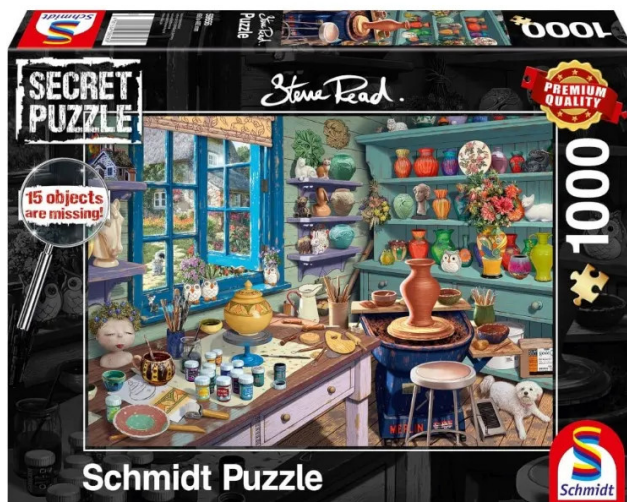 Schmidt
Steve Read.
Puzzle
1000
SECRET
PUZZLE
Steve Read.
PREMIUM
QUALITY
15 objects
are missing!
1000
MERLIN
Schmidt Puzzle
Schmidt